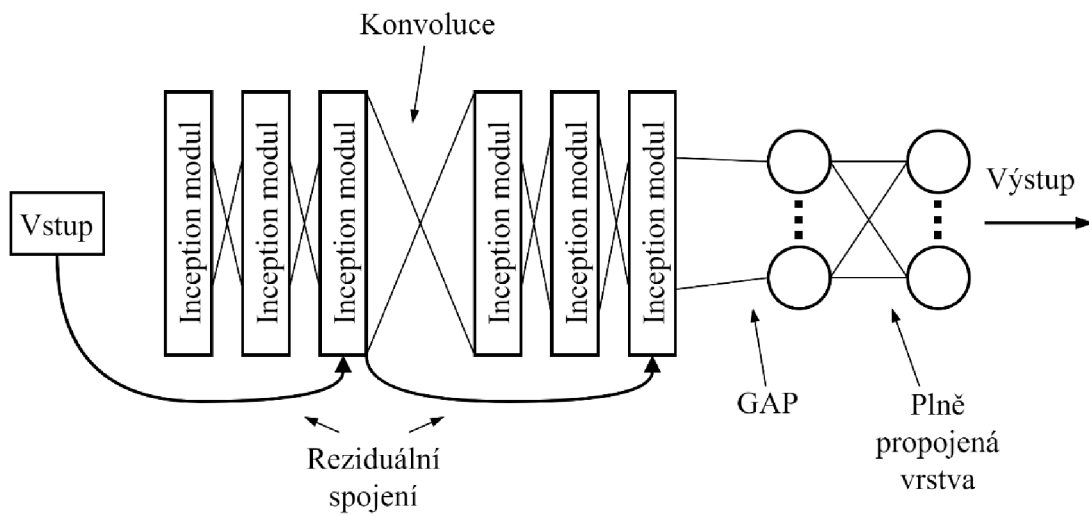 Konvoluce
Vstup
Inception modul
Inception modul
Inception modul
Inception modul
Inception modul
Inception modul
Výstup
GAP
Plně
propojená
vrstva
Reziduální
spojení